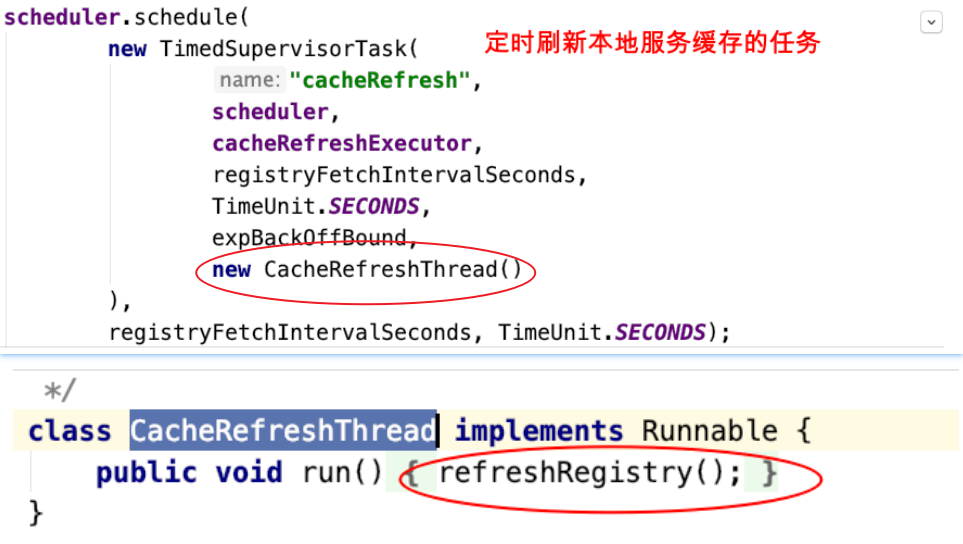 scheduler.schedule(
new TimedSupervisorTask( 定时刷新本地服务缓存的任务
name: "cacheRefresh",
scheduler,
cacheRefreshExecutor,
registryFetchIntervalSeconds,
TimeUnit.SECONDS,
expBackOffBound,
new CacheRefreshThread()
),
registryFetchIntervalSeconds, TimeUnit.SECONDS);
*/
class CacheRefreshThread implements Runnable {
public void run() { refreshRegistry(); }
}